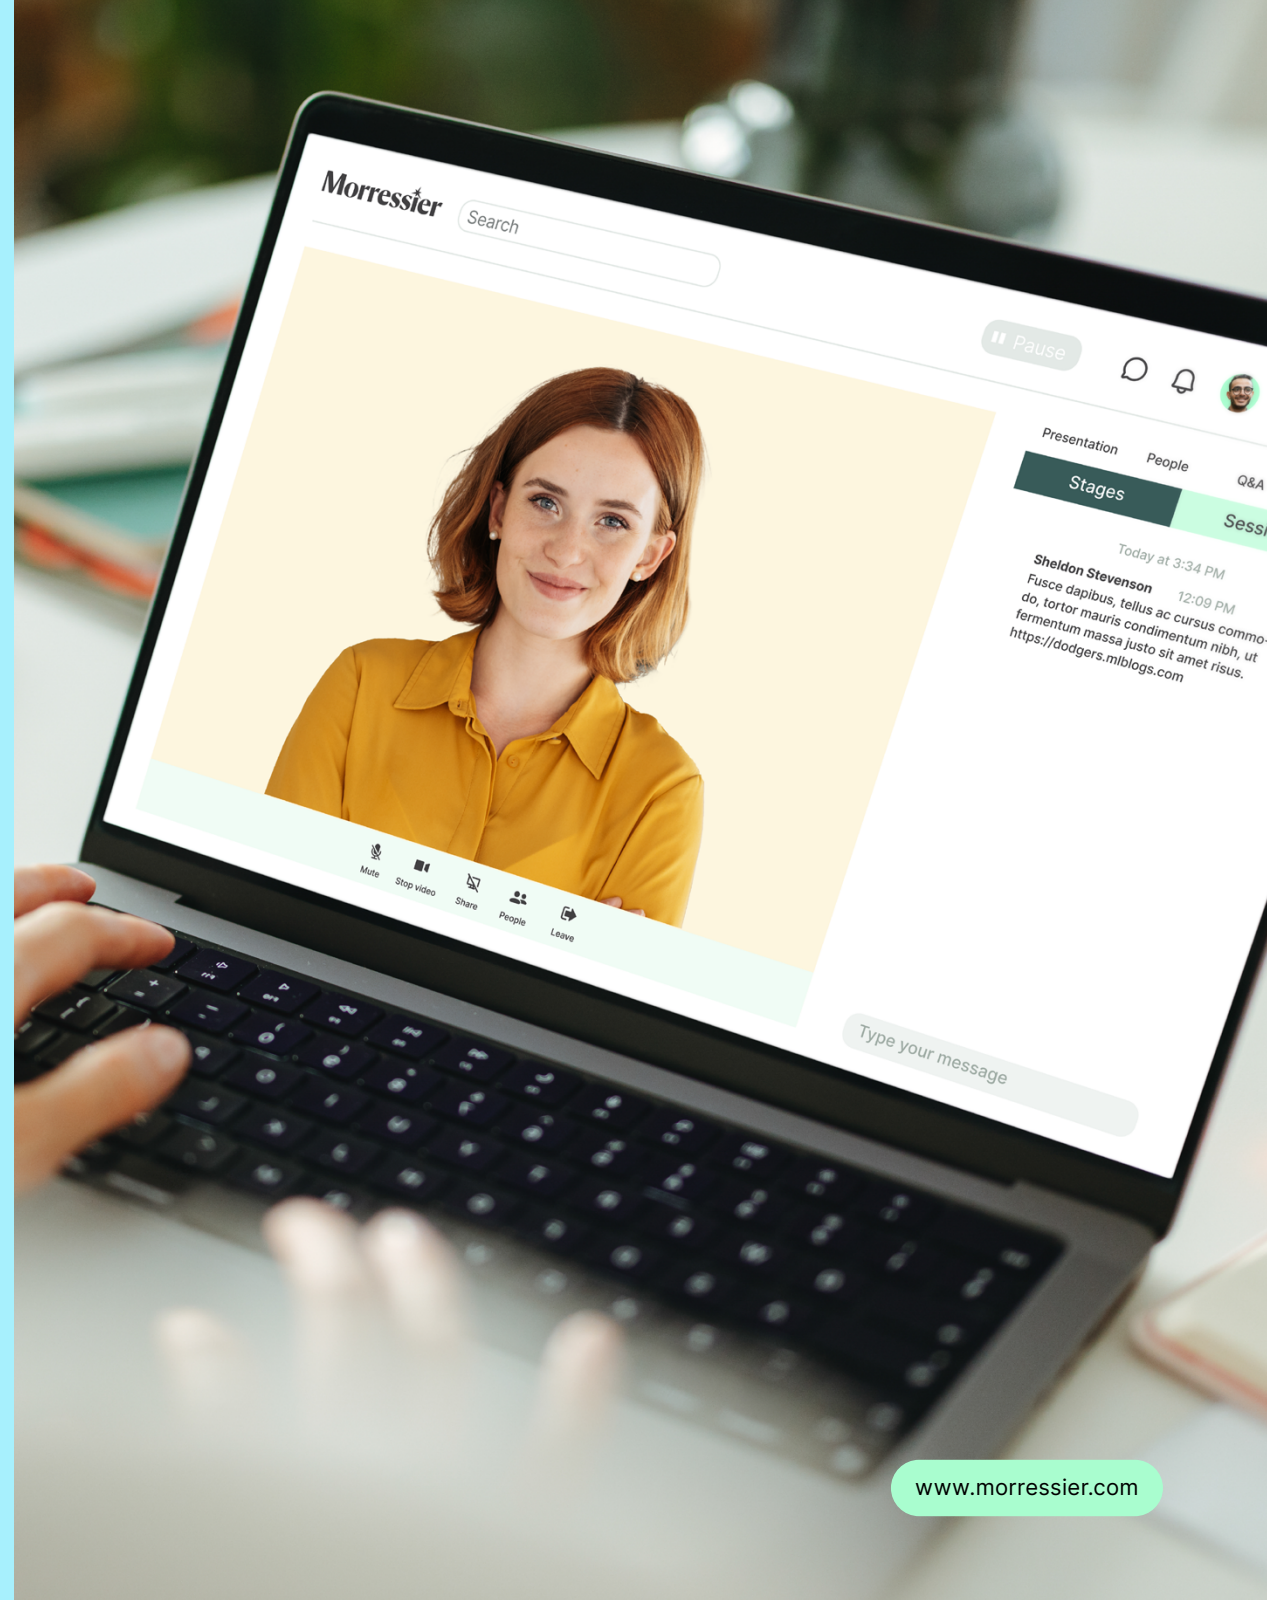 Morressier
Search
Pause
Presentation
People
Q&A
Stages
Sessi
Today at 3:34 PM
Sheldon Stevenson 12:09 PM
Fusce dapibus, tellus ac cursus commo-
do, tortor mauris condimentum nibh, ut
fermentum massa justo sit amet risus.
https://dodgers.mlblogs.com
Mute
Stop video
Share
People
Leave
Type your message
www.morressier.com